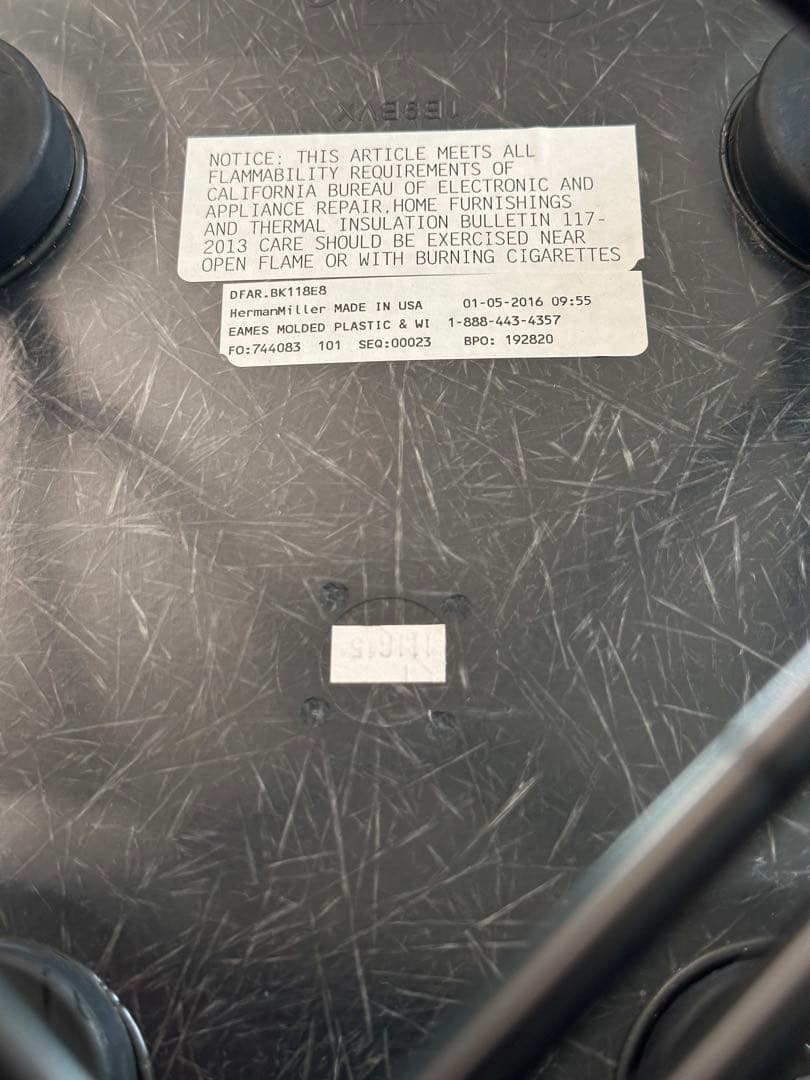 NOTICE: THIS ARTICLE MEETS ALL
FLAMMABILITY REQUIREMENTS OF
CALIFORNIA BUREAU OF ELECTRONIC AND
APPLIANCE REPAIR,HOME FURNISHINGS
AND THERMAL INSULATION BULLETIN 117-
2013 CARE SHOULD BE EXERCISED NEAR
OPEN FLAME OR WITH BURNING CIGARETTES
DFAR.BK118E8
HermanMiller MADE IN USA 01-05-2016 09:55
EAMES MOLDED PLASTIC & WI 1-888-443-4357
FO:744083 101 SEQ:00023 BPO: 192820